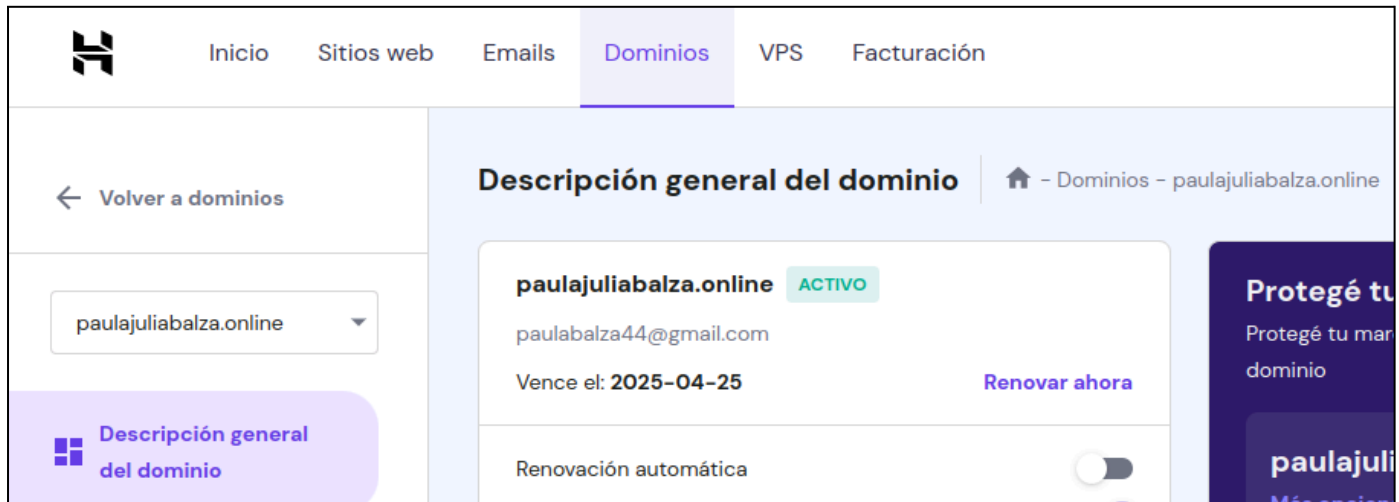 Inicio Sitios web Emails Dominios VPS Facturación
Volver a dominios
paulajuliabalza.online
Descripción general
del dominio
Descripción general del dominio - Dominios - paulajuliabalza.online
paulajuliabalza.online ACTIVO
paulabalza44@gmail.com
Vence el: 2025-04-25 Renovar ahora
Renovación automática
Protegé tu
Protegé tu mar
dominio
paulajuli